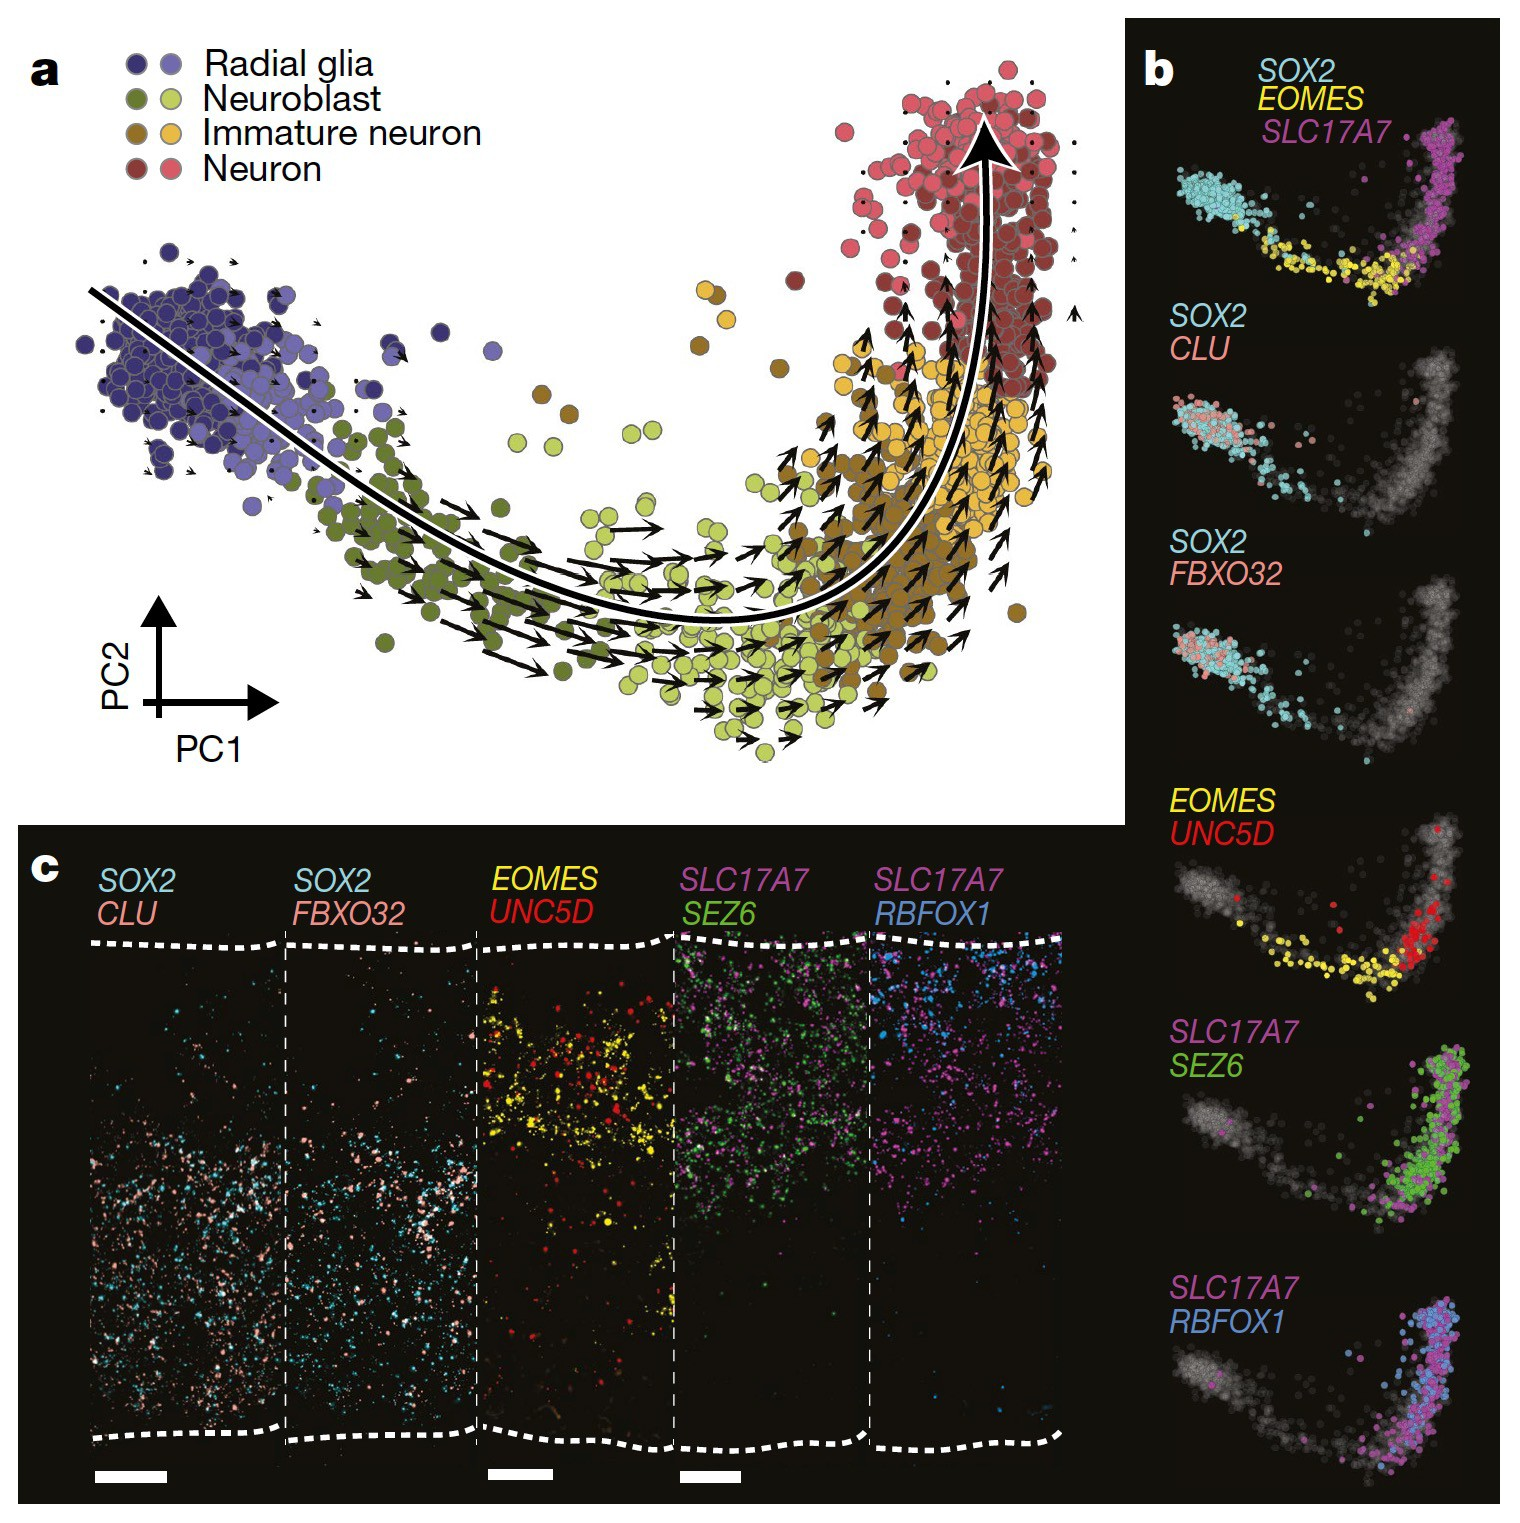 a
Radial glia
Neuroblast
Immature neuron
Neuron
PC2
PC1
b
SOX2
EOMES
SLC17A7
SOX2
CLU
SOX2
FBXO32
EOMES
UNC5D
SLC17A7
SEZ6
SLC17A7
RBFOX1
c
SOX2
CLU
SOX2
FBXO32
EOMES
UNC5D
SLC17A7
SEZ6
SLC17A7
RBFOX1